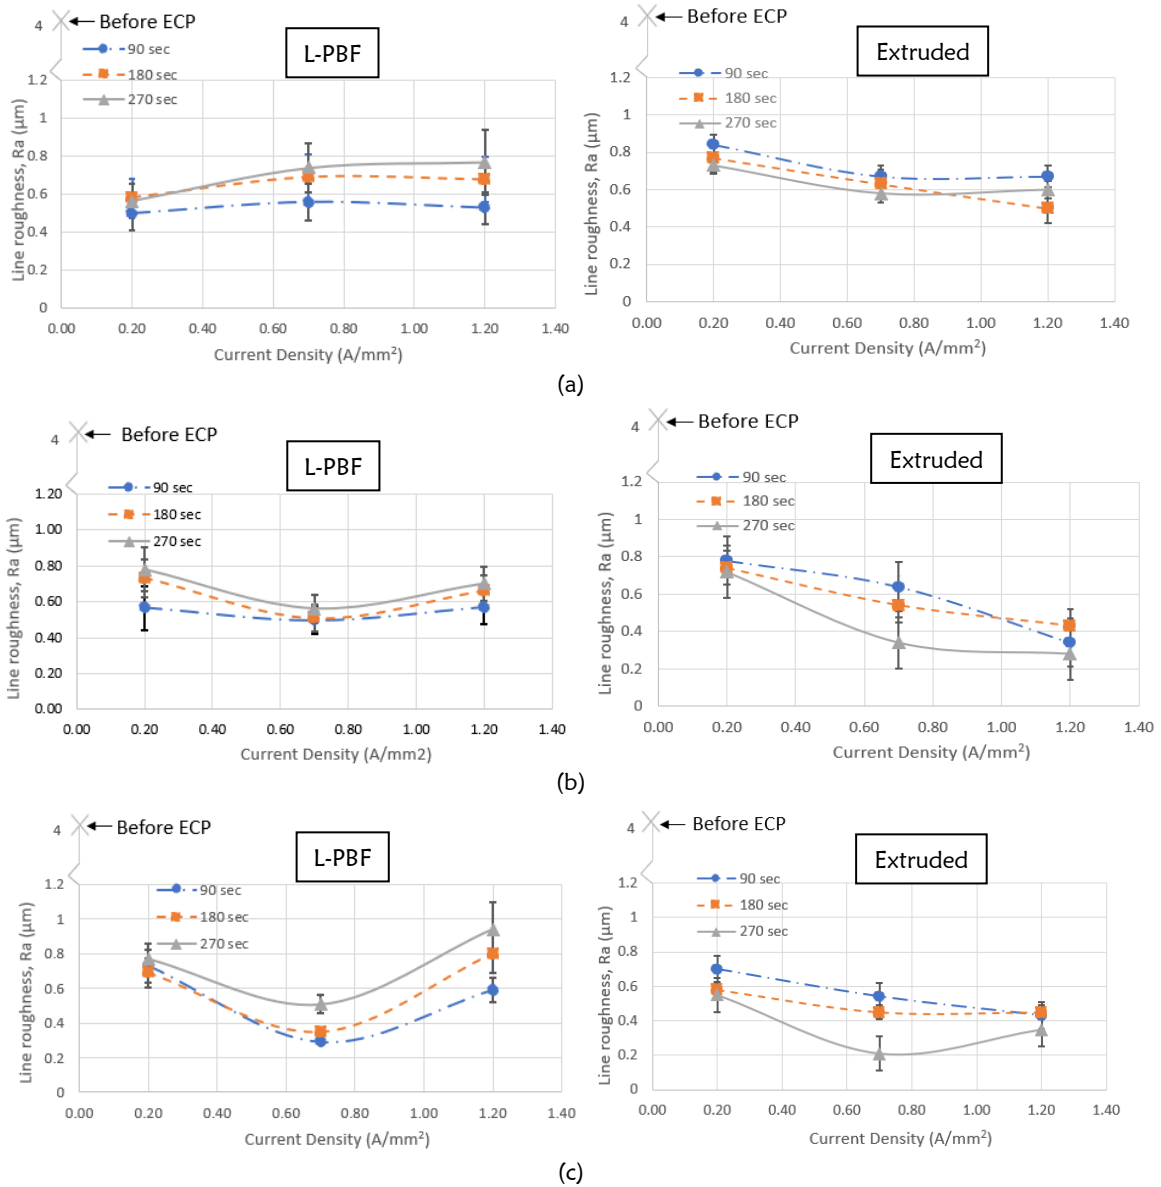 4
Before ECP
L-PBF
90 sec
180 sec
270 sec
Line roughness, Ra (µm)
1.2
1
0.8
0.6
0.4
0.2
0
0.00 0.20 0.40 0.60 0.80 1.00 1.20 1.40
Current Density (A/mm²)
4
Before ECP
Extruded
90 sec
180 sec
270 sec
Line roughness, Ra (µm)
1.2
1
0.8
0.6
0.4
0.2
0
0.00 0.20 0.40 0.60 0.80 1.00 1.20 1.40
Current Density (A/mm²)
(a)
4
Before ECP
L-PBF
90 sec
180 sec
270 sec
Line roughness, Ra (µm)
1.20
1.00
0.80
0.60
0.40
0.20
0.00
0.00 0.20 0.40 0.60 0.80 1.00 1.20 1.40
Current Density (A/mm2)
4
Before ECP
Extruded
90 sec
180 sec
270 sec
Line roughness, Ra (µm)
1.2
1
0.8
0.6
0.4
0.2
0
0.00 0.20 0.40 0.60 0.80 1.00 1.20 1.40
Current Density (A/mm²)
(b)
4
Before ECP
L-PBF
90 sec
180 sec
270 sec
Line roughness, Ra (µm)
1.2
1
0.8
0.6
0.4
0.2
0
0.00 0.20 0.40 0.60 0.80 1.00 1.20 1.40
Current Density (A/mm²)
4
Before ECP
Extruded
90 sec
180 sec
270 sec
Line roughness, Ra (µm)
1.2
1
0.8
0.6
0.4
0.2
0
0.00 0.20 0.40 0.60 0.80 1.00 1.20 1.40
Current Density (A/mm²)
(c)